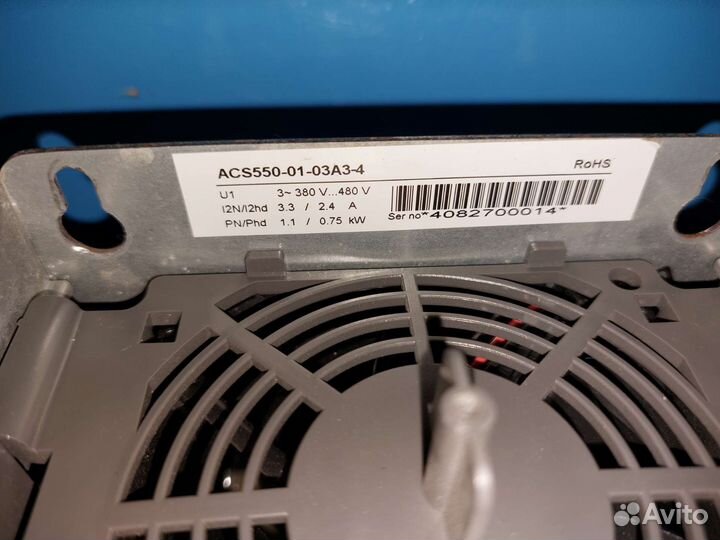 ACS550-01-03A3-4
RoHS
U1 3~ 380 V...480 V
I2N/I2hd 3.3 / 2.4 A
PN/Phd 1.1 / 0.75 kW
Ser no *4082700014*
Avito